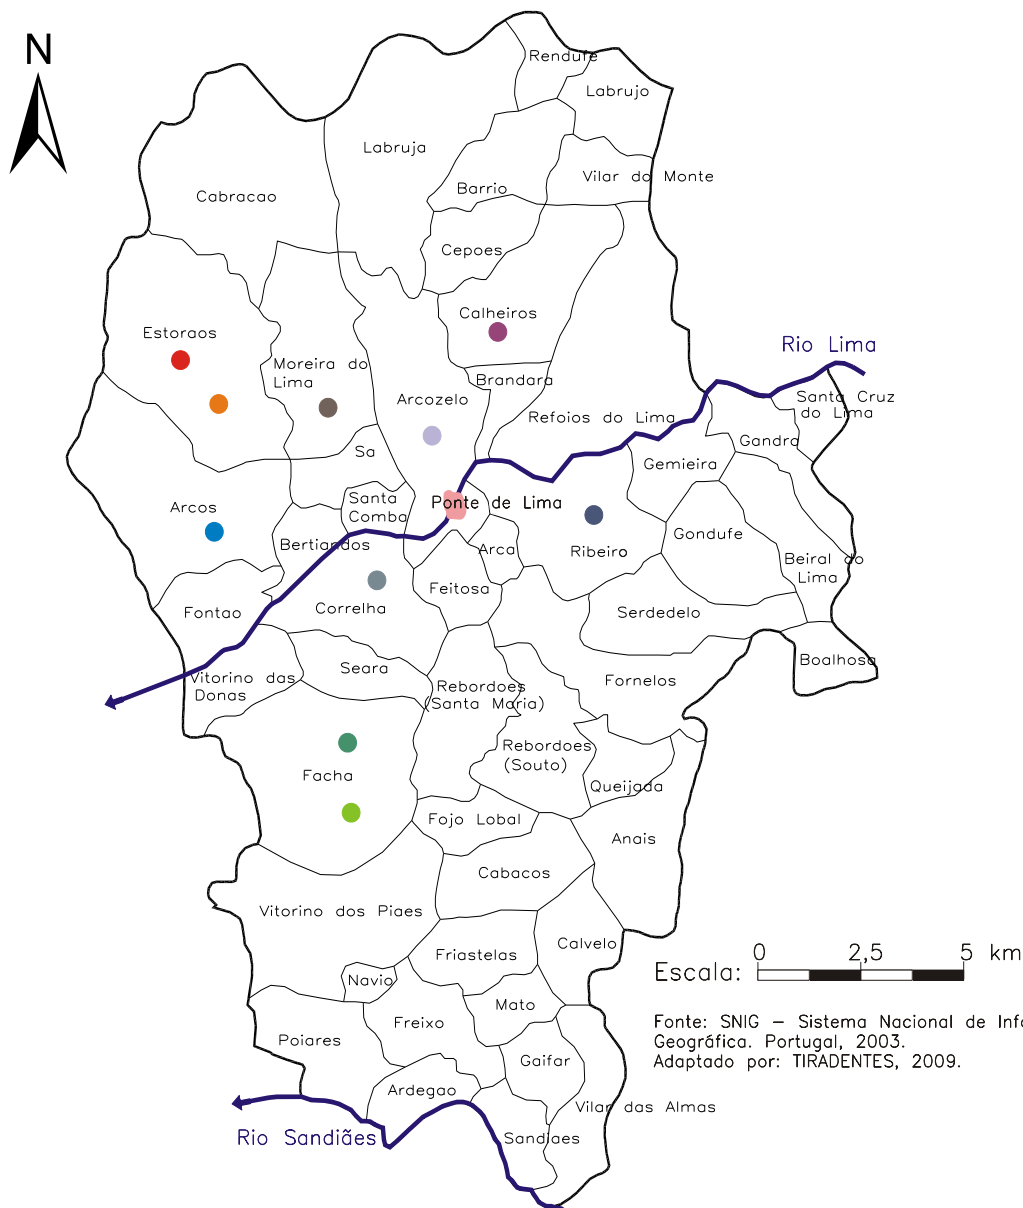 N
Rendufe
Labrujo
Labruja
Vilar do Monte
Barrio
Cabracao
Cepoes
Calheiros
Estoraos
Rio Lima
Moreira do
Lima
Brandara
Arcozelo
Santa Cruz
do Lima
Refoios do Lima
Gandra
Sa
Gemieira
Santa
Comba
Ponte de Lima
Arcos
Gondufe
Bertiandos
Arca
Ribeiro
Beiral do
Lima
Feitosa
Fontao
Correlha
Serdedelo
Boalhosa
Seara
Vitorino das
Donas
Fornelos
Rebordoes
(Santa Maria)
Rebordoes
(Souto)
Facha
Queijada
Fojo Lobal
Anais
Cabacos
Vitorino dos Piaes
Calvelo
Friastelas
0 2,5 5 km
Escala:
Navio
Mato
Freixo
Fonte: SNIG – Sistema Nacional de Info
Geográfica. Portugal, 2003.
Adaptado por: TIRADENTES, 2009.
Poiares
Gaifar
Ardegao
Vilar das Almas
Rio Sandiães
Sandiaes